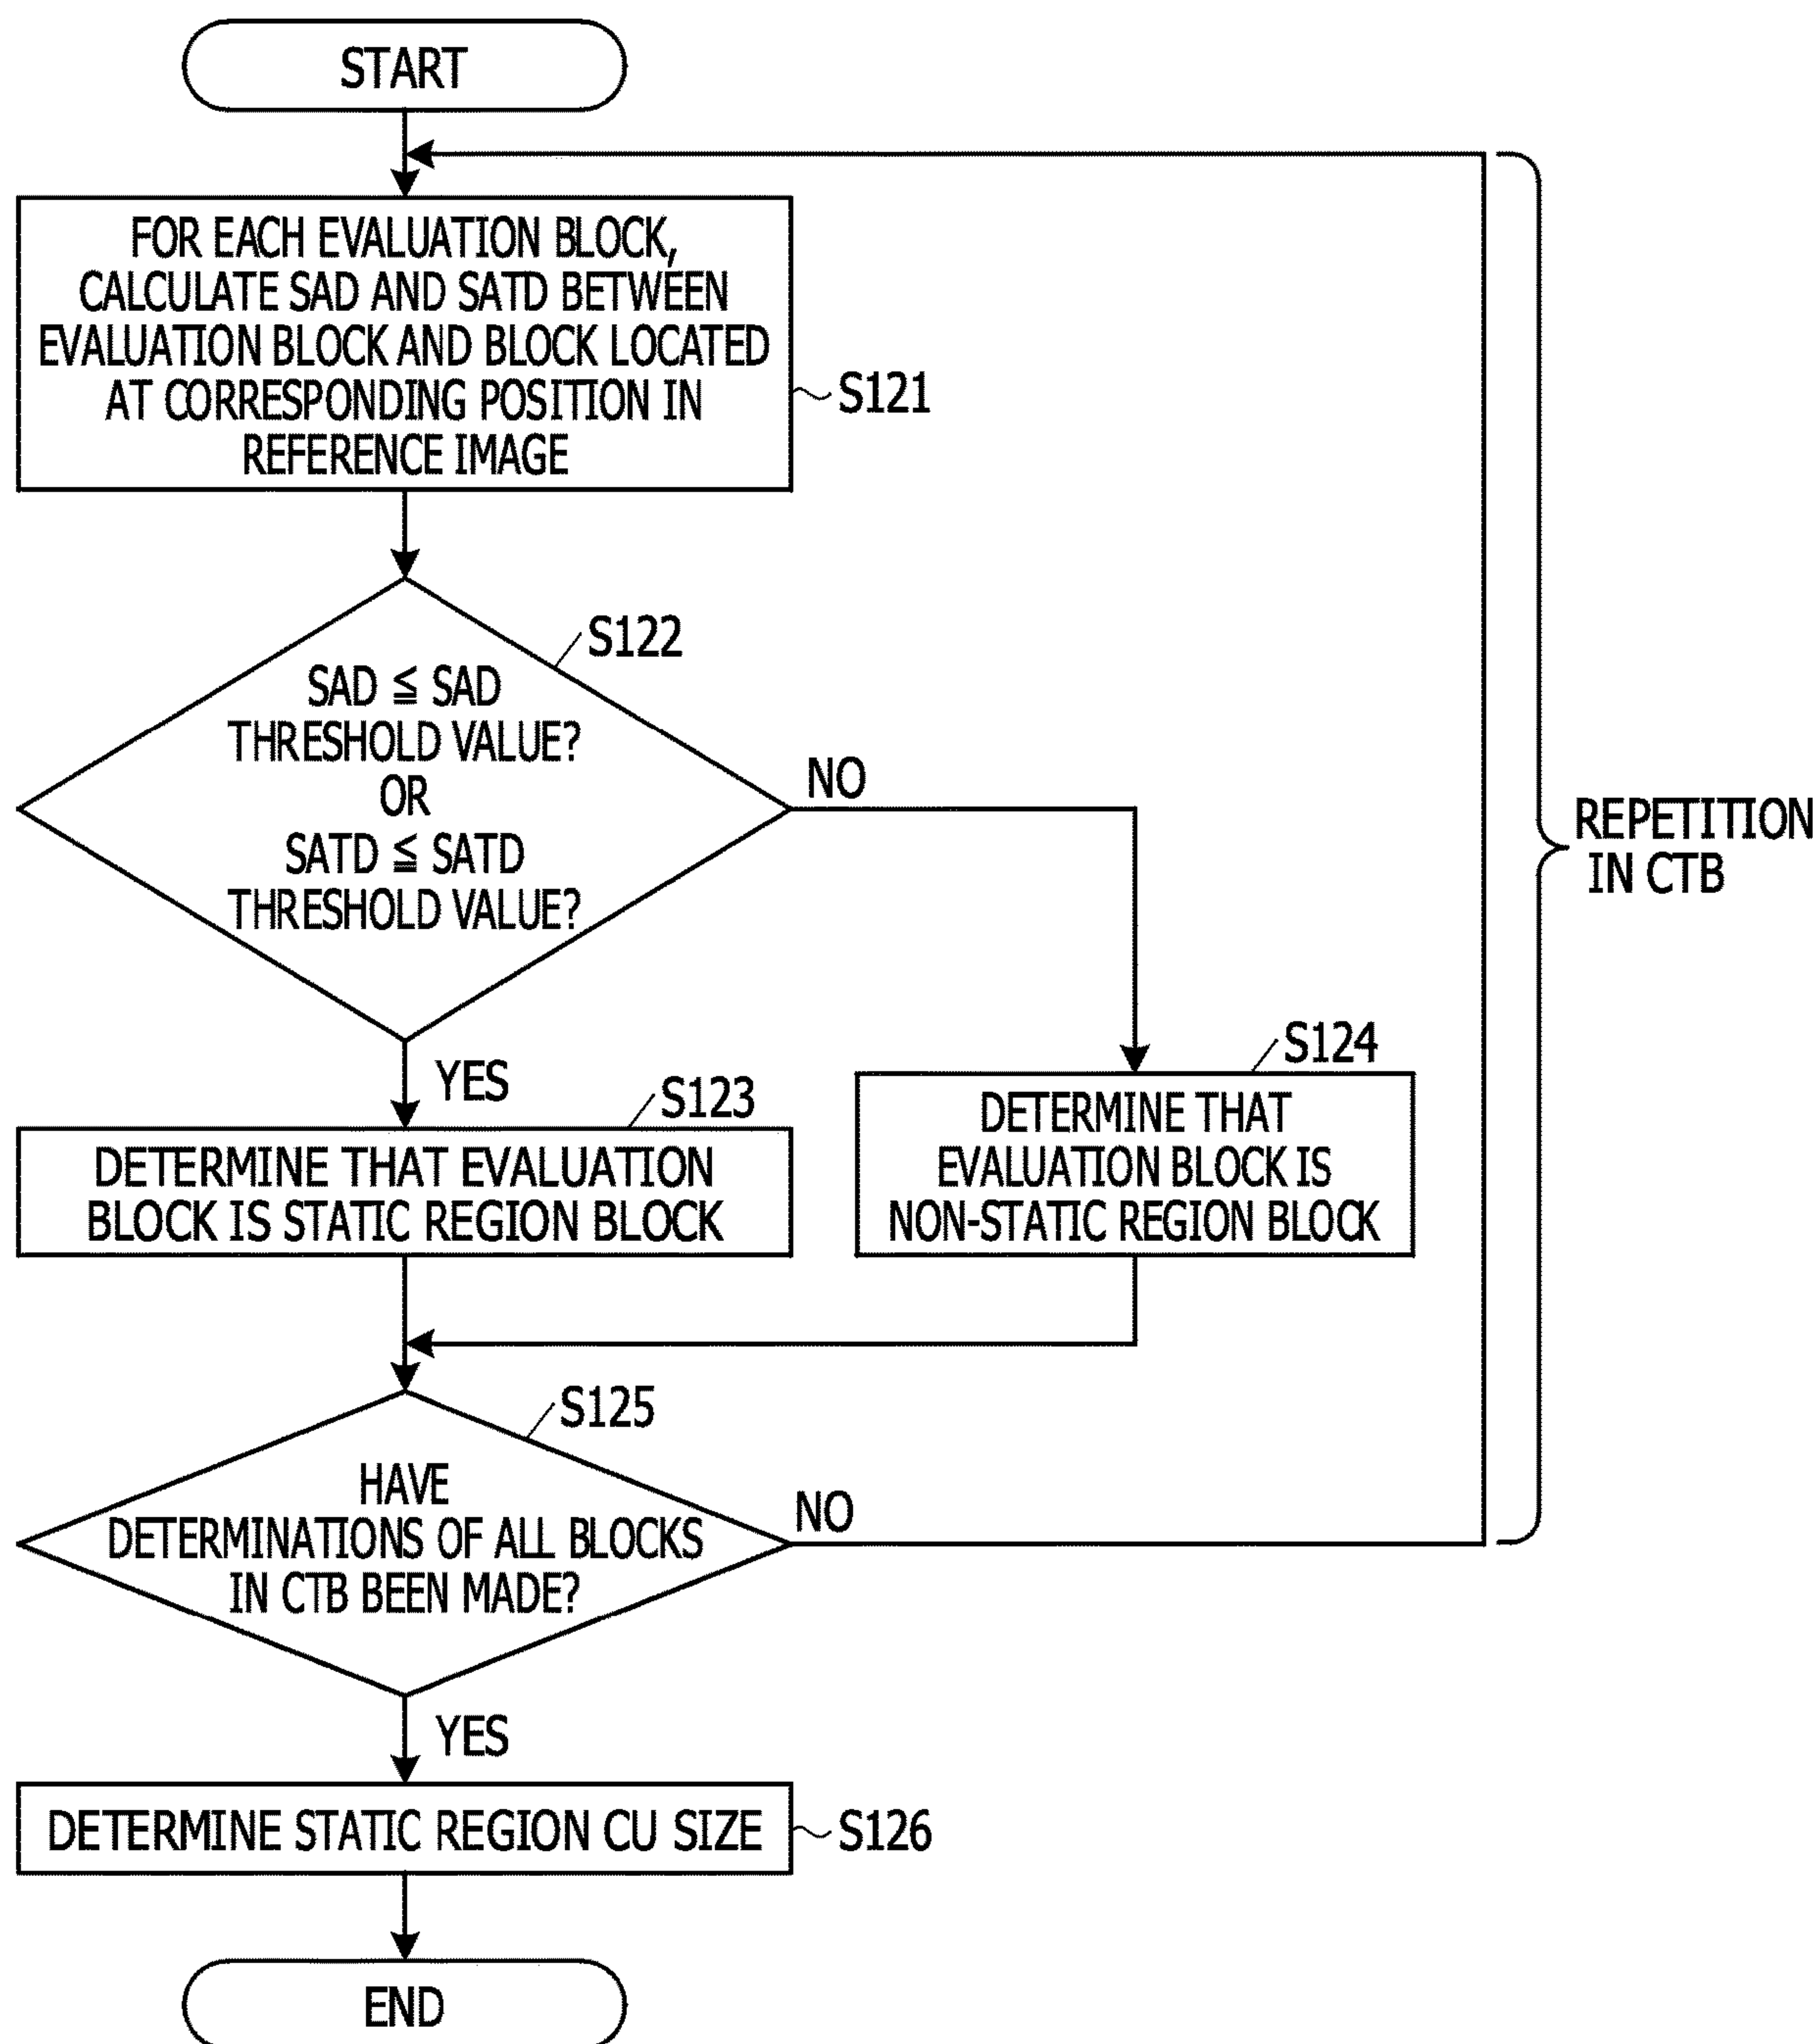 START
FOR EACH EVALUATION BLOCK,
CALCULATE SAD AND SATD BETWEEN
EVALUATION BLOCK AND BLOCK LOCATED
AT CORRESPONDING POSITION IN
REFERENCE IMAGE
S121
S122
SAD ≦ SAD
THRESHOLD VALUE?
OR
SATD ≦ SATD
THRESHOLD VALUE?
NO
YES
REPETITION
IN CTB
S123
DETERMINE THAT EVALUATION
BLOCK IS STATIC REGION BLOCK
S124
DETERMINE THAT
EVALUATION BLOCK IS
NON-STATIC REGION BLOCK
S125
HAVE
DETERMINATIONS OF ALL BLOCKS
IN CTB BEEN MADE?
NO
YES
DETERMINE STATIC REGION CU SIZE
S126
END